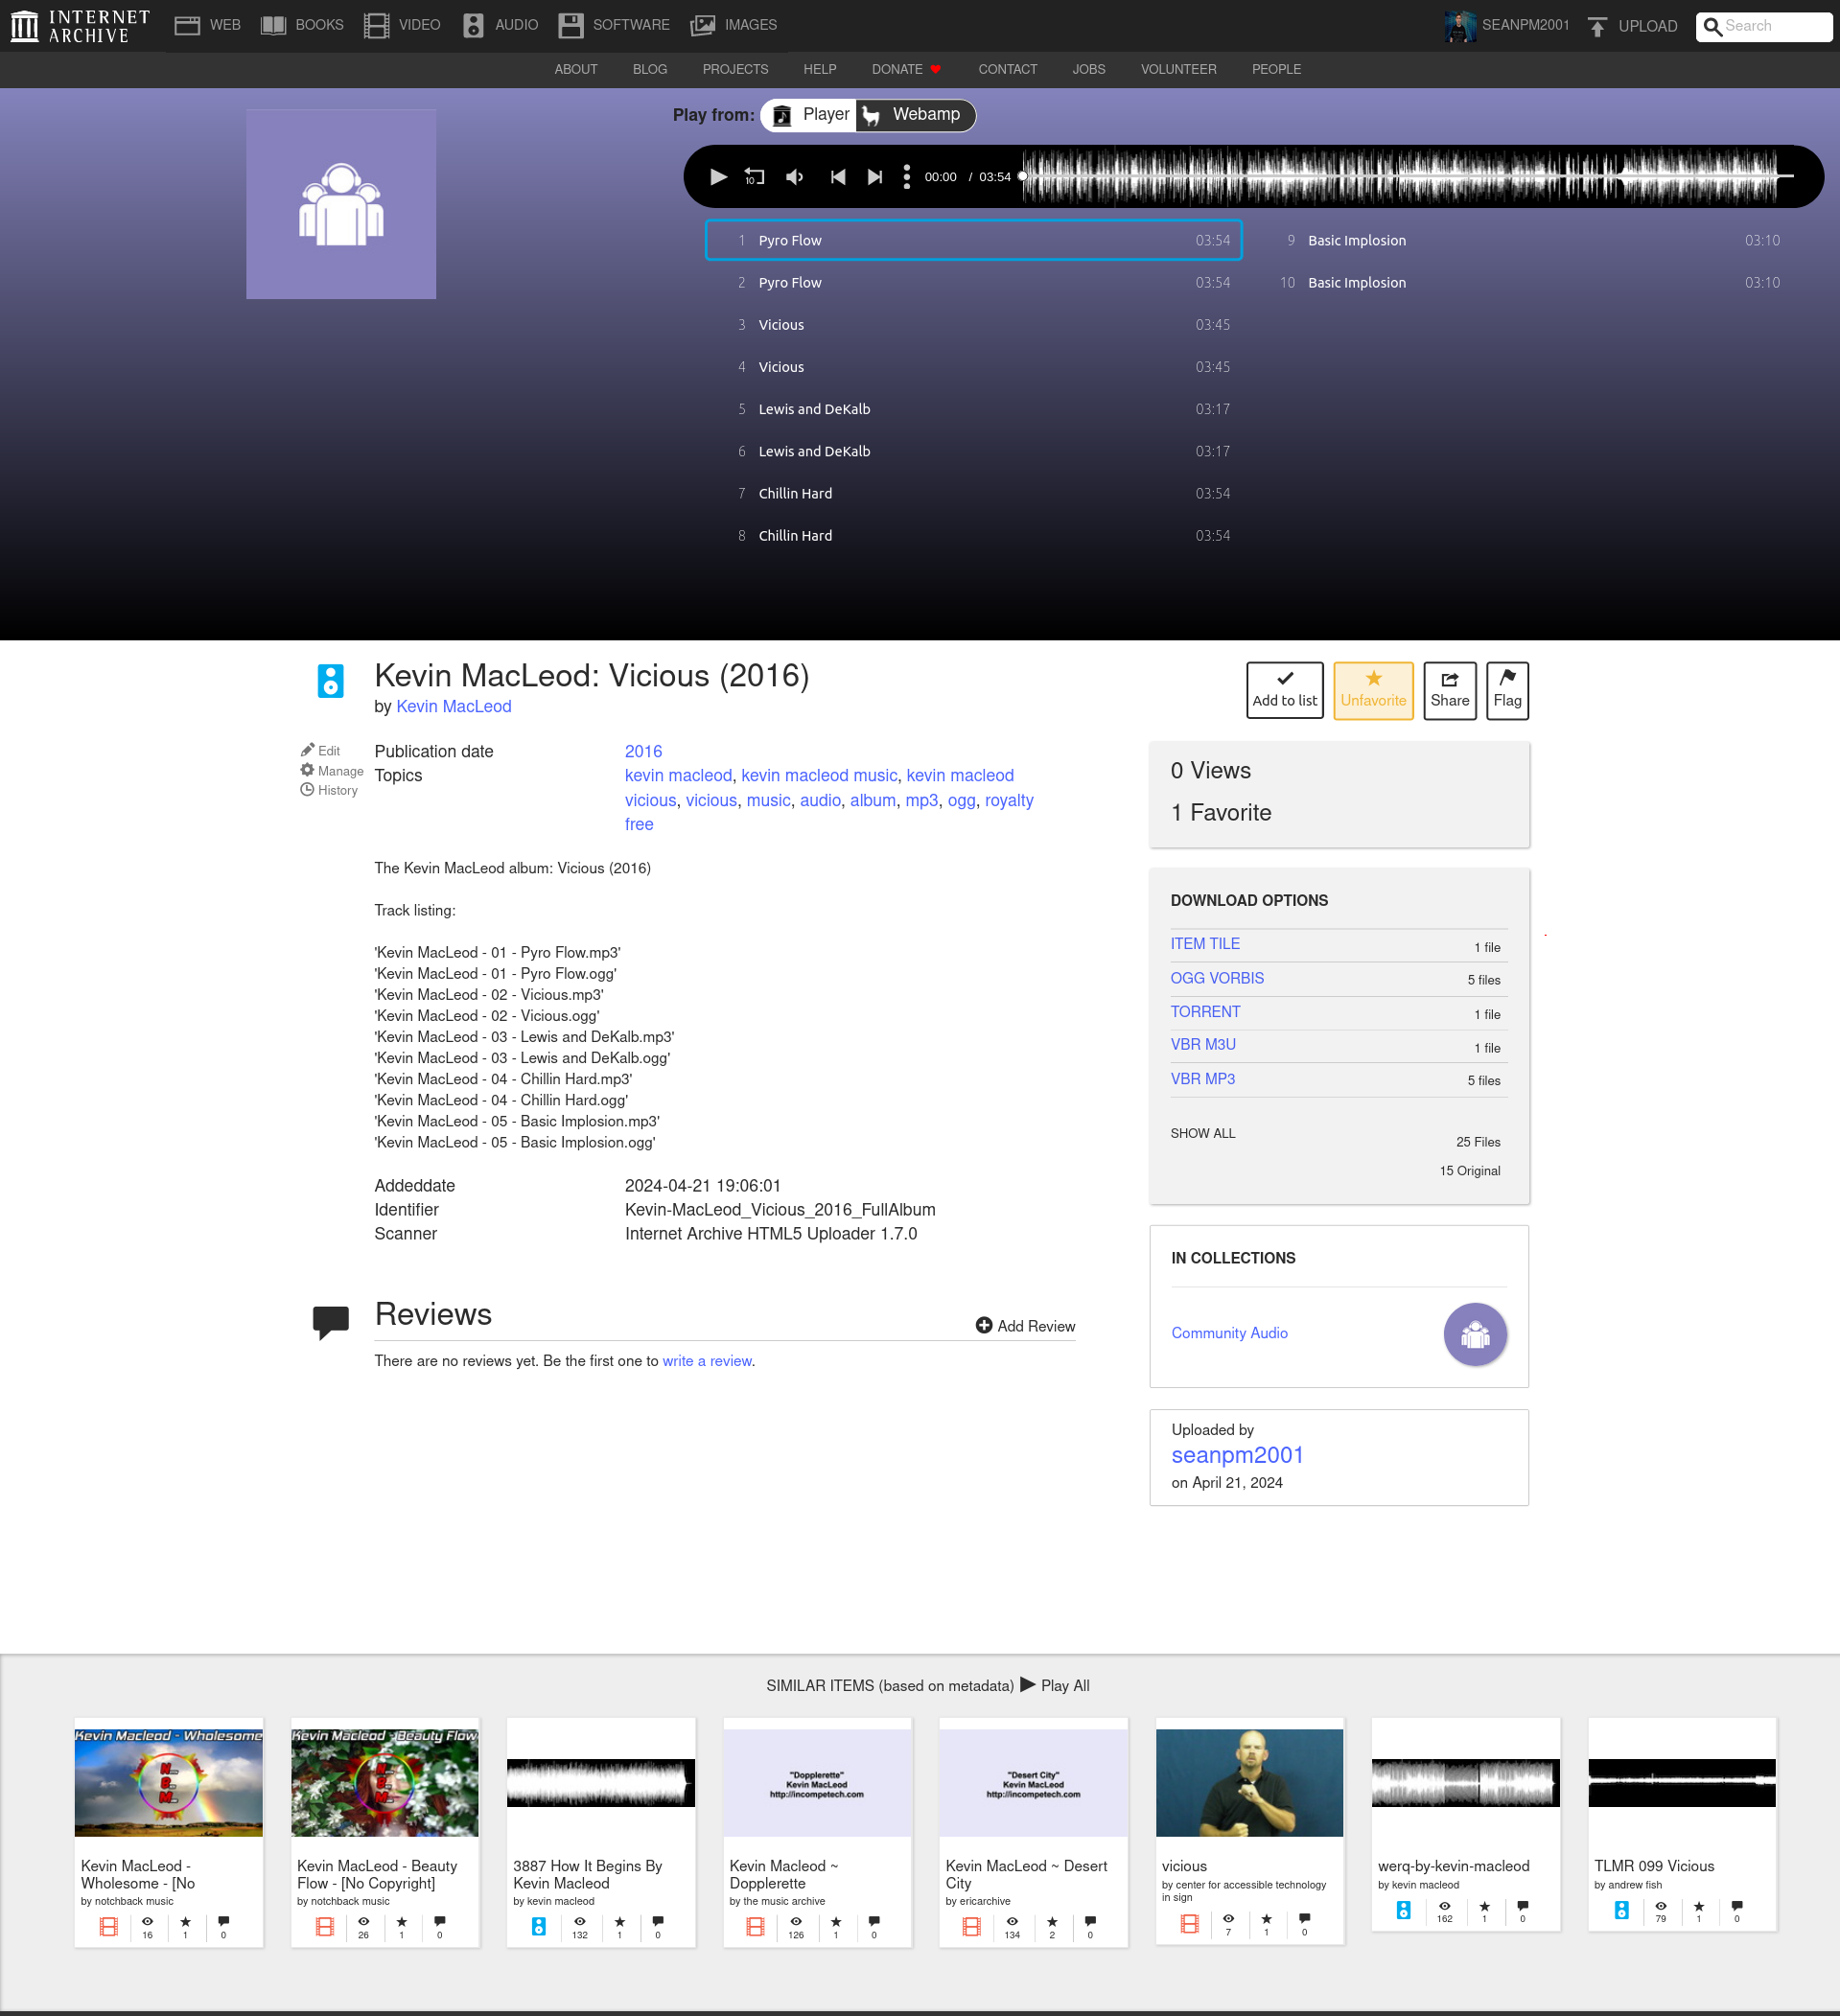 INTERNET ARCHIVE
WEB BOOKS VIDEO AUDIO SOFTWARE IMAGES SEANPM2001 UPLOAD Search
ABOUT BLOG PROJECTS HELP DONATE CONTACT JOBS VOLUNTEER PEOPLE
Play from: Player Webamp
10 00:00 / 03:54
1 Pyro Flow 03:54
2 Pyro Flow 03:54
3 Vicious 03:45
4 Vicious 03:45
5 Lewis and DeKalb 03:17
6 Lewis and DeKalb 03:17
7 Chillin Hard 03:54
8 Chillin Hard 03:54
9 Basic Implosion 03:10
10 Basic Implosion 03:10
Kevin MacLeod: Vicious (2016)
by Kevin MacLeod
Add to list Unfavorite Share Flag
Edit
Manage
History
Publication date 2016
Topics kevin macleod, kevin macleod music, kevin macleod
vicious, vicious, music, audio, album, mp3, ogg, royalty
free
The Kevin MacLeod album: Vicious (2016)
Track listing:
'Kevin MacLeod - 01 - Pyro Flow.mp3'
'Kevin MacLeod - 01 - Pyro Flow.ogg'
'Kevin MacLeod - 02 - Vicious.mp3'
'Kevin MacLeod - 02 - Vicious.ogg'
'Kevin MacLeod - 03 - Lewis and DeKalb.mp3'
'Kevin MacLeod - 03 - Lewis and DeKalb.ogg'
'Kevin MacLeod - 04 - Chillin Hard.mp3'
'Kevin MacLeod - 04 - Chillin Hard.ogg'
'Kevin MacLeod - 05 - Basic Implosion.mp3'
'Kevin MacLeod - 05 - Basic Implosion.ogg'
Addeddate 2024-04-21 19:06:01
Identifier Kevin-MacLeod_Vicious_2016_FullAlbum
Scanner Internet Archive HTML5 Uploader 1.7.0
Reviews
Add Review
There are no reviews yet. Be the first one to write a review.
0 Views
1 Favorite
DOWNLOAD OPTIONS
ITEM TILE 1 file
OGG VORBIS 5 files
TORRENT 1 file
VBR M3U 1 file
VBR MP3 5 files
SHOW ALL 25 Files
15 Original
IN COLLECTIONS
Community Audio
Uploaded by
seanpm2001
on April 21, 2024
SIMILAR ITEMS (based on metadata) Play All
Kevin Macleod - Wholesome
Kevin MacLeod -
Wholesome - [No
by notchback music
16 1 0
Kevin Macleod - Beauty Flow
Kevin MacLeod - Beauty
Flow - [No Copyright]
by notchback music
26 1 0
3887 How It Begins By
Kevin Macleod
by kevin macleod
132 1 0
"Dopplerette"
Kevin MacLeod
http://incompetech.com
Kevin Macleod ~
Dopplerette
by the music archive
126 1 0
"Desert City"
Kevin MacLeod
http://incompetech.com
Kevin MacLeod ~ Desert
City
by ericarchive
134 2 0
vicious
by center for accessible technology
in sign
7 1 0
werq-by-kevin-macleod
by kevin macleod
162 1 0
TLMR 099 Vicious
by andrew fish
79 1 0